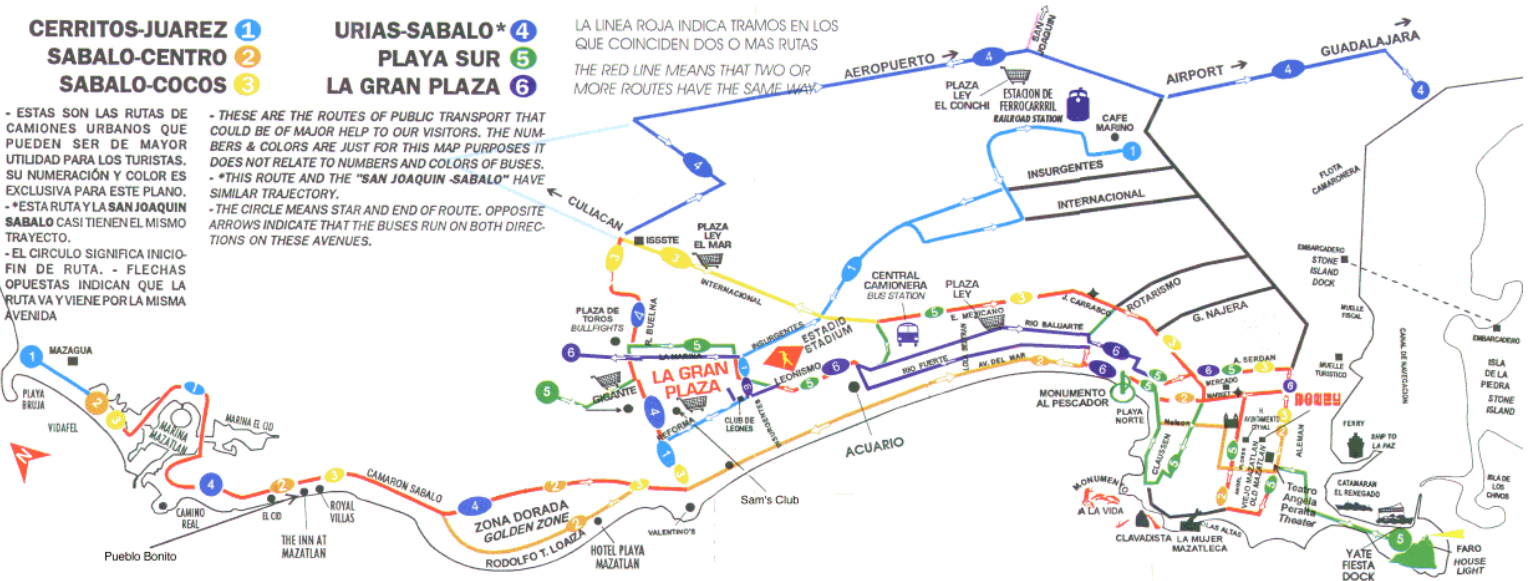 CERRITOS-JUAREZ 1
SABALO-CENTRO 2
SABALO-COCOS 3
URIAS-SABALO* 4
PLAYA SUR 5
LA GRAN PLAZA 6
LA LINEA ROJA INDICA TRAMOS EN LOS
QUE COINCIDEN DOS O MAS RUTAS
THE RED LINE MEANS THAT TWO OR
MORE ROUTES HAVE THE SAME WAY.
- ESTAS SON LAS RUTAS DE
CAMIONES URBANOS QUE
PUEDEN SER DE MAYOR
UTILIDAD PARA LOS TURISTAS.
SU NUMERACIÓN Y COLOR ES
EXCLUSIVA PARA ESTE PLANO.
- *ESTA RUTA Y LA SAN JOAQUIN
SABALO CASI TIENEN EL MISMO
TRAYECTO.
- EL CIRCULO SIGNIFICA INICIO-
FIN DE RUTA. - FLECHAS
OPUESTAS INDICAN QUE LA
RUTA VA Y VIENE POR LA MISMA
AVENIDA
- THESE ARE THE ROUTES OF PUBLIC TRANSPORT THAT
COULD BE OF MAJOR HELP TO OUR VISITORS. THE NUM-
BERS & COLORS ARE JUST FOR THIS MAP PURPOSES IT
DOES NOT RELATE TO NUMBERS AND COLORS OF BUSES.
- *THIS ROUTE AND THE "SAN JOAQUIN -SABALO" HAVE
SIMILAR TRAJECTORY.
- THE CIRCLE MEANS STAR AND END OF ROUTE. OPPOSITE
ARROWS INDICATE THAT THE BUSES RUN ON BOTH DIREC-
TIONS ON THESE AVENUES.
SAN
JOAQUIN
AEROPUERTO
AIRPORT
GUADALAJARA
PLAZA
LEY
EL CONCHI
ESTACION DE
FERROCARRRIL
RAILROAD STATION
CAFE
MARINO
INSURGENTES
INTERNACIONAL
FLOTA
CAMARONERA
CULIACAN
ISSSTE
PLAZA
LEY
EL MAR
INTERNACIONAL
CENTRAL
CAMIONERA
BUS STATION
PLAZA
LEY
E. MEXICANO
J. CARRASCO
ROTARISMO
G. NAJERA
EMBARCADERO
STONE
ISLAND
DOCK
MUELLE
FISCAL
CANAL DE NAVEGACION
EMBARCADERO
ISLA
DE LA
PIEDRA
STONE
ISLAND
ISLA DE
LOS
CHIVOS
PLAZA DE
TOROS
BULLFIGHTS
R. BUELNA
INSURGENTES
ESTADIO
STADIUM
LA MARINA
LA GRAN
PLAZA
GIGANTE
REFORMA
LEONISMO
CLUB DE
LEONES
INSURGENTES
RIO BALUARTE
RIO FUERTE
AV. DEL MAR
A. SERDAN
MERCADO
MARKET
MUELLE
TURISTICO
MONUMENTO
AL PESCADOR
PLAYA
NORTE
Nelson
CLAUSSEN
H.
AYUNTAMIENTO
CITY HALL
ALEMAN
VIEJO MAZATLAN
OLD MAZATLAN
Teatro
Angela
Peralta
Theater
FERRY
SHIP TO
LA PAZ
CATAMARAN
EL RENEGADO
YATE
FIESTA
DOCK
FARO
HOUSE
LIGHT
MONUMENTO
A LA VIDA
CLAVADISTA
LA MUJER
MAZATLECA
OLAS ALTAS
ACUARIO
Sam's Club
VALENTINO'S
MAZAGUA
PLAYA
BRUJA
VIDAFEL
MARINA
MAZATLAN
MARINA EL CID
N
CAMINO
REAL
EL CID
ROYAL
VILLAS
THE INN AT
MAZATLAN
Pueblo Bonito
CAMARON SABALO
ZONA DORADA
GOLDEN ZONE
RODOLFO T. LOAIZA
HOTEL PLAYA
MAZATLAN